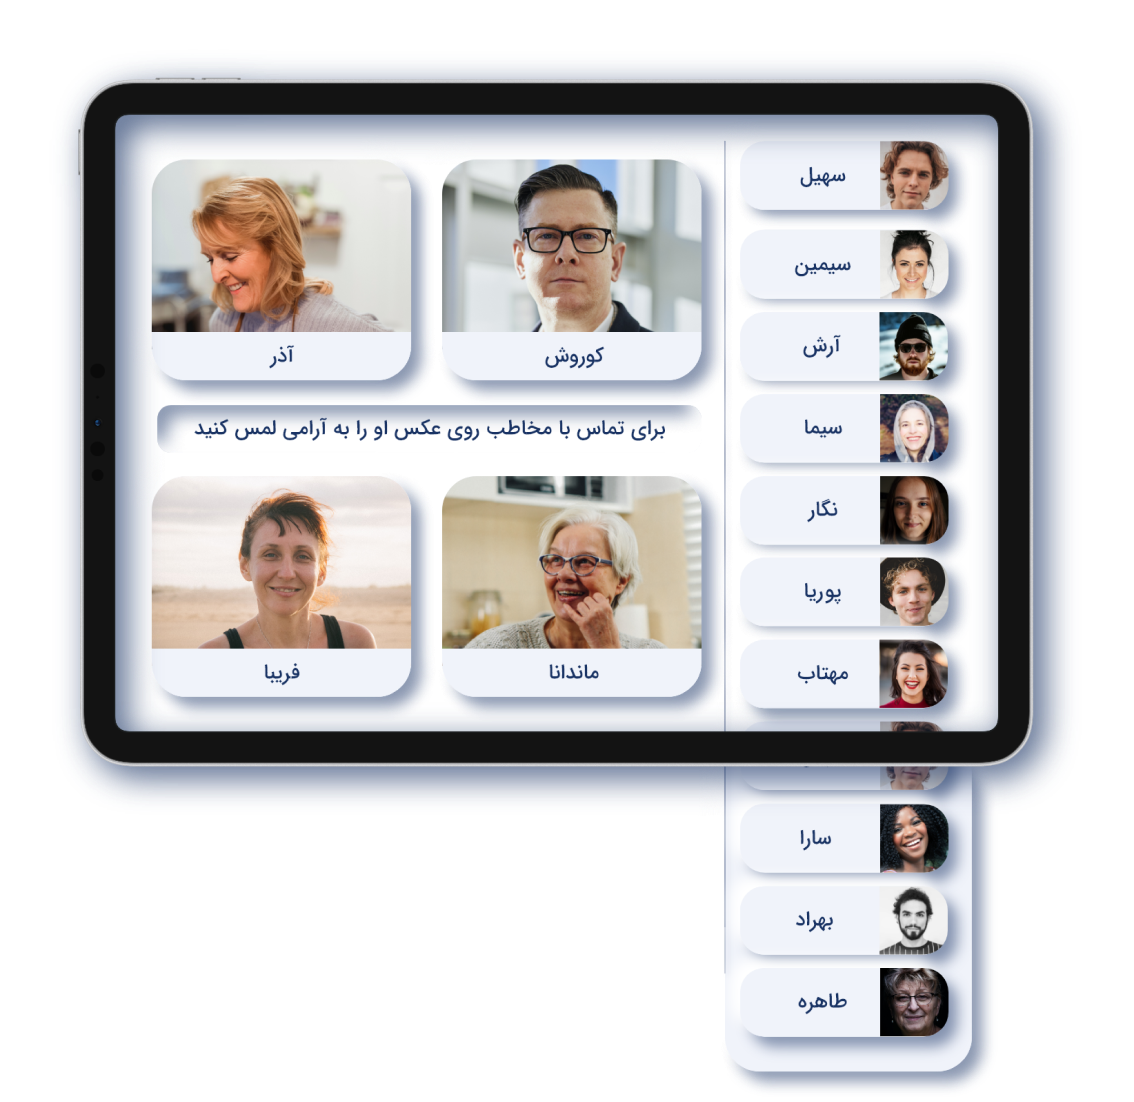 سهیل
سیمین
آرش
سیما
نگار
پوریا
مهتاب
سارا
بهراد
طاهره
کوروش
آذر
برای تماس با مخاطب روی عکس او را به آرامی لمس کنید
ماندانا
فریبا